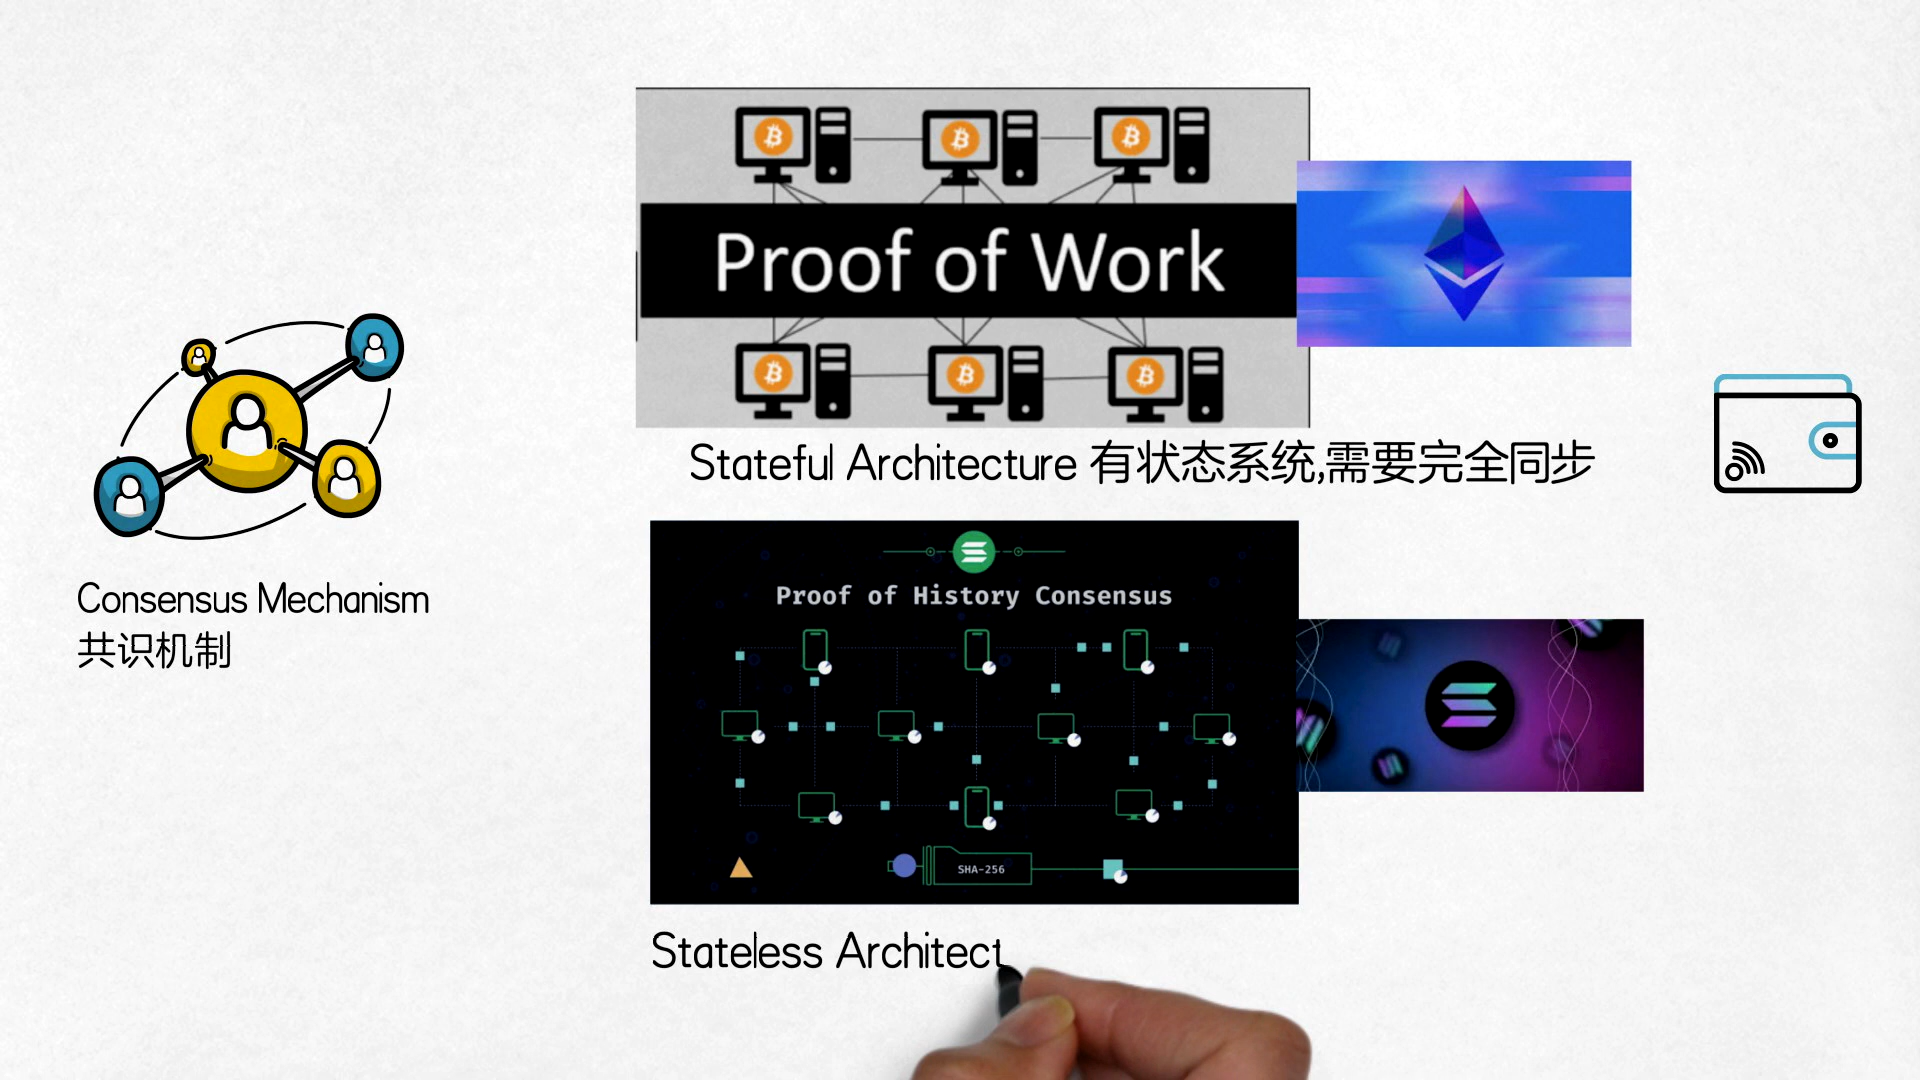 Proof of Work
Stateful Architecture 有状态系统,需要完全同步
Consensus Mechanism
共识机制
Proof of History Consensus
SHA-256
Stateless Architect